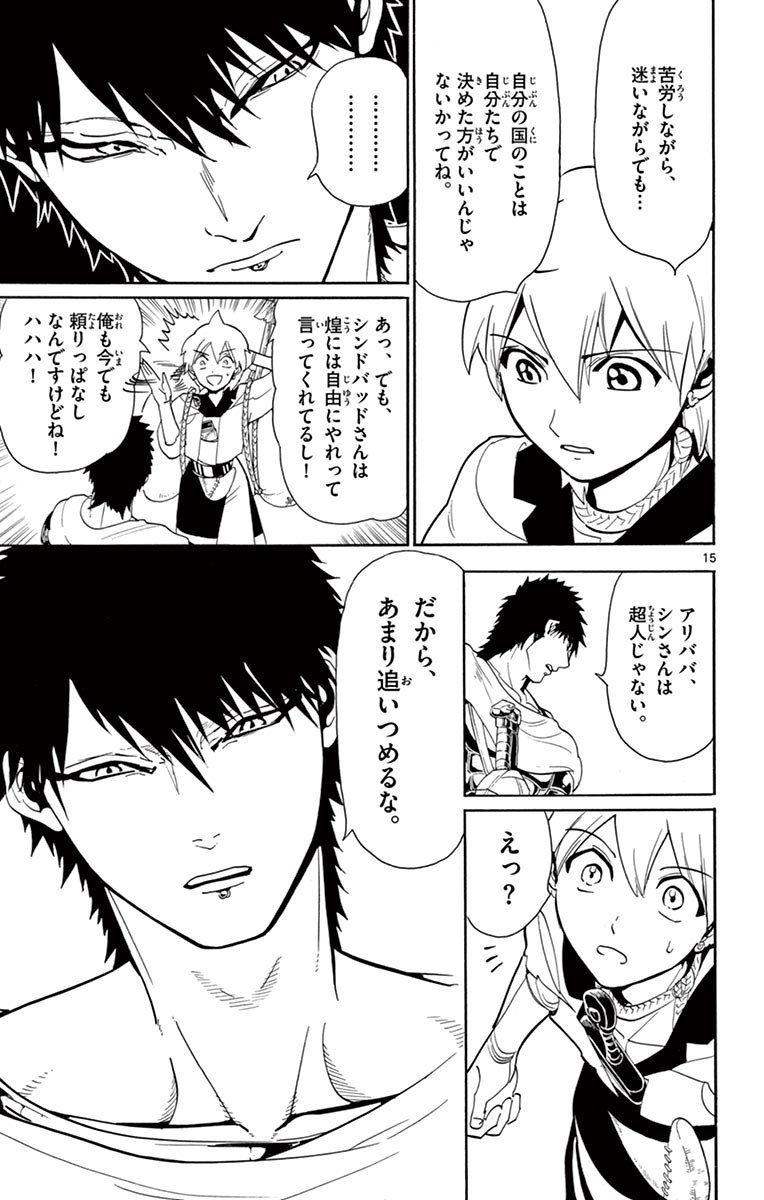 苦労しながら、
迷いながらでも…
自分の国のことは
自分たちで
決めた方がいいんじゃ
ないかってね。
…………
…………
あっ、でも、
シンドバッドさんは
煌には自由にやれって
言ってくれてるし！
俺も今でも
頼りっぱなし
なんですけどね！
ハハハ！
15
アリババ、
シンさんは
超人じゃない。
えっ？
だから、
あまり追いつめるな。